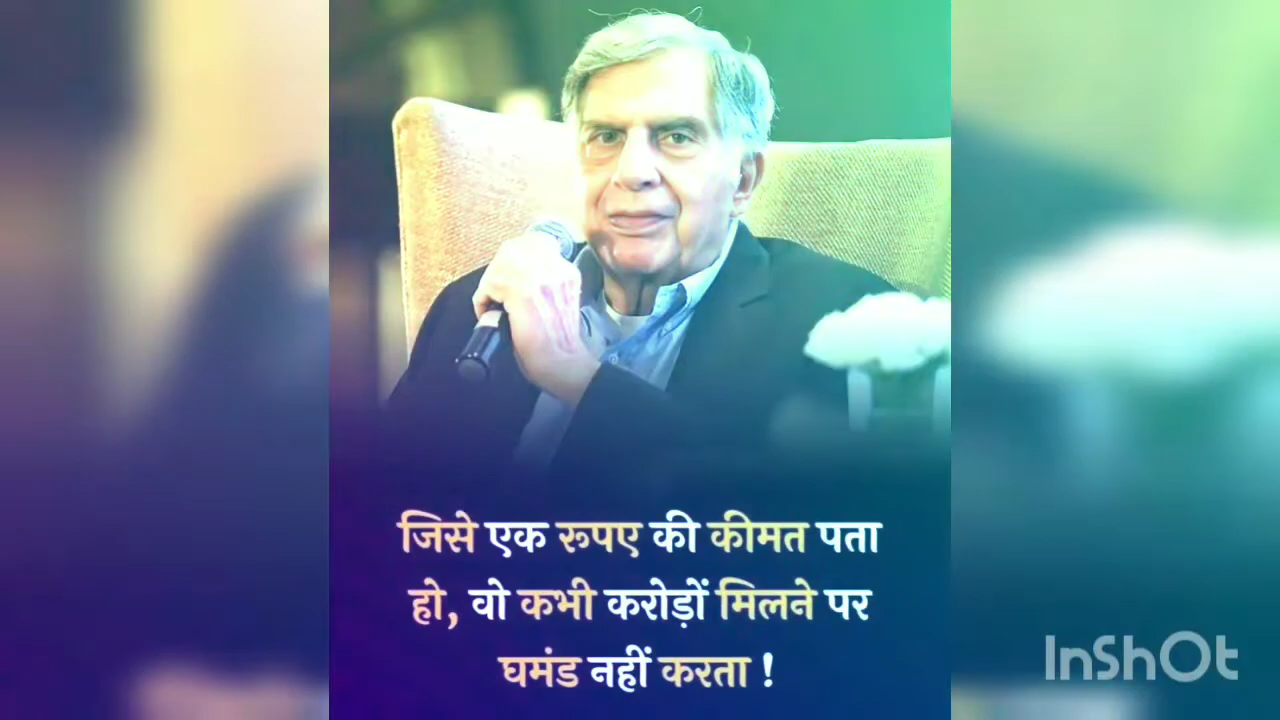 जिसे एक रूपए की कीमत पता
हो, वो कभी करोड़ों मिलने पर
घमंड नहीं करता !
InShOt